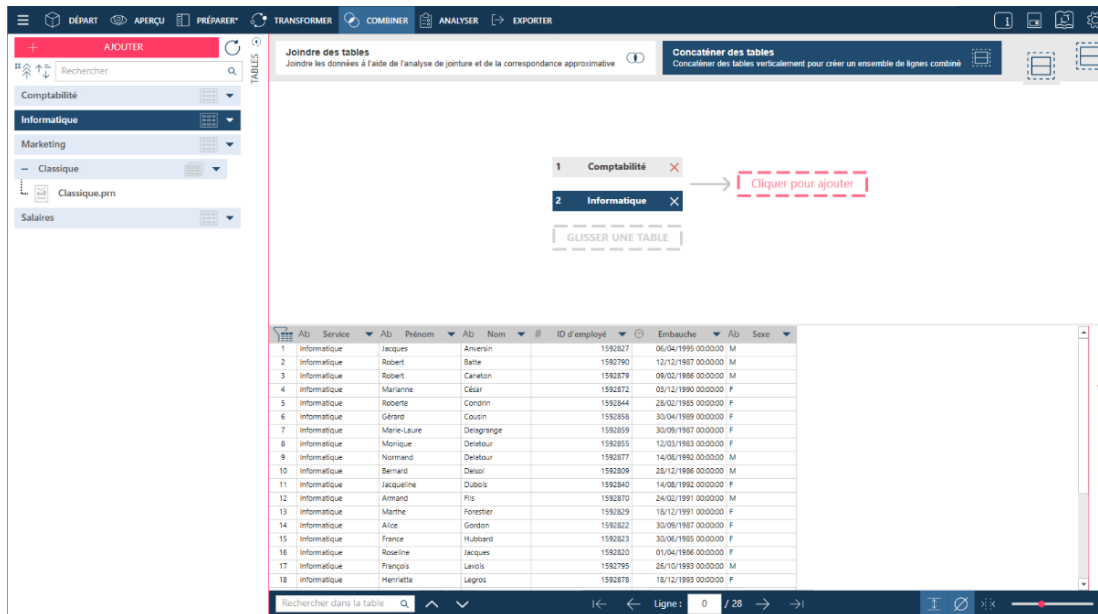 DÉPART APERÇU PRÉPARER* TRANSFORMER COMBINER ANALYSER EXPORTER
AJOUTER
TABLES
Rechercher
Comptabilité
Informatique
Marketing
Classique
Classique.prn
Salaires
Joindre des tables
Joindre les données à l'aide de l'analyse de jointure et de la correspondance approximative
Concaténer des tables
Concaténer des tables verticalement pour créer un ensemble de lignes combiné
1 Comptabilité
2 Informatique
GLISSER UNE TABLE
Cliquer pour ajouter
Ab Service Ab Prénom Ab Nom # ID d'employé Embauche Ab Sexe
1 Informatique Jacques Anversin 1592827 06/04/1995 00:00:00 M
2 Informatique Robert Batte 1592790 12/12/1987 00:00:00 M
3 Informatique Robert Caneton 1592879 09/02/1986 00:00:00 M
4 Informatique Marianne César 1592872 03/12/1990 00:00:00 F
5 Informatique Roberte Condrin 1592844 28/02/1985 00:00:00 F
6 Informatique Gérard Cousin 1592858 30/04/1989 00:00:00 F
7 Informatique Marie-Laure Delagrange 1592859 30/09/1987 00:00:00 F
8 Informatique Monique Delatour 1592855 12/03/1983 00:00:00 F
9 Informatique Normand Delatour 1592877 14/08/1992 00:00:00 M
10 Informatique Bernard Delsol 1592809 28/12/1986 00:00:00 M
11 Informatique Jacqueline Dubois 1592840 14/08/1992 00:00:00 F
12 Informatique Armand Flis 1592870 24/02/1991 00:00:00 M
13 Informatique Marthe Forestier 1592829 18/12/1991 00:00:00 F
14 Informatique Alice Gordon 1592822 30/09/1987 00:00:00 F
15 Informatique France Hubbard 1592823 30/06/1985 00:00:00 F
16 Informatique Roseline Jacques 1592820 01/04/1986 00:00:00 F
17 Informatique François Lavois 1592795 26/10/1993 00:00:00 M
18 Informatique Henriette Legros 1592878 18/12/1993 00:00:00 F
Rechercher dans la table Ligne : 0 / 28